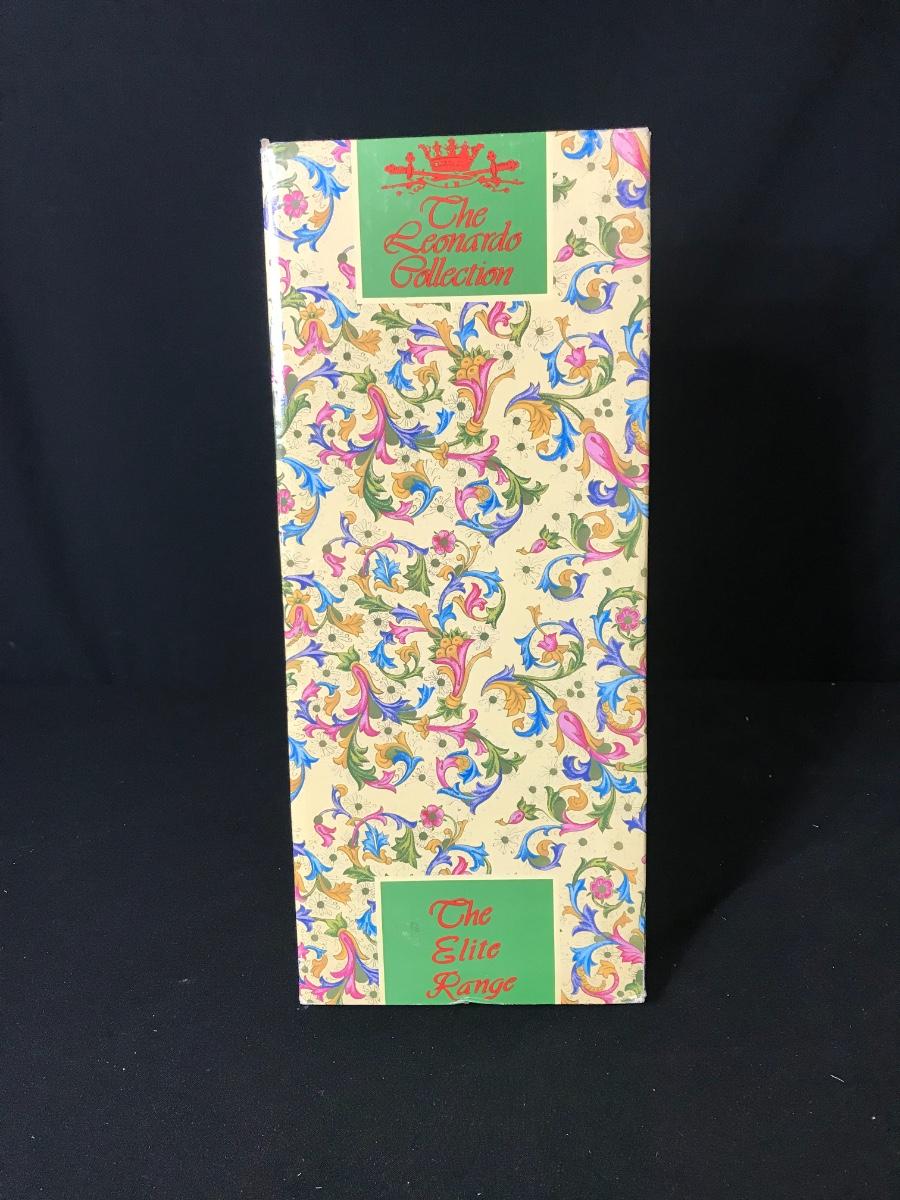 The
Leonardo
Collection
The
Elite
Range